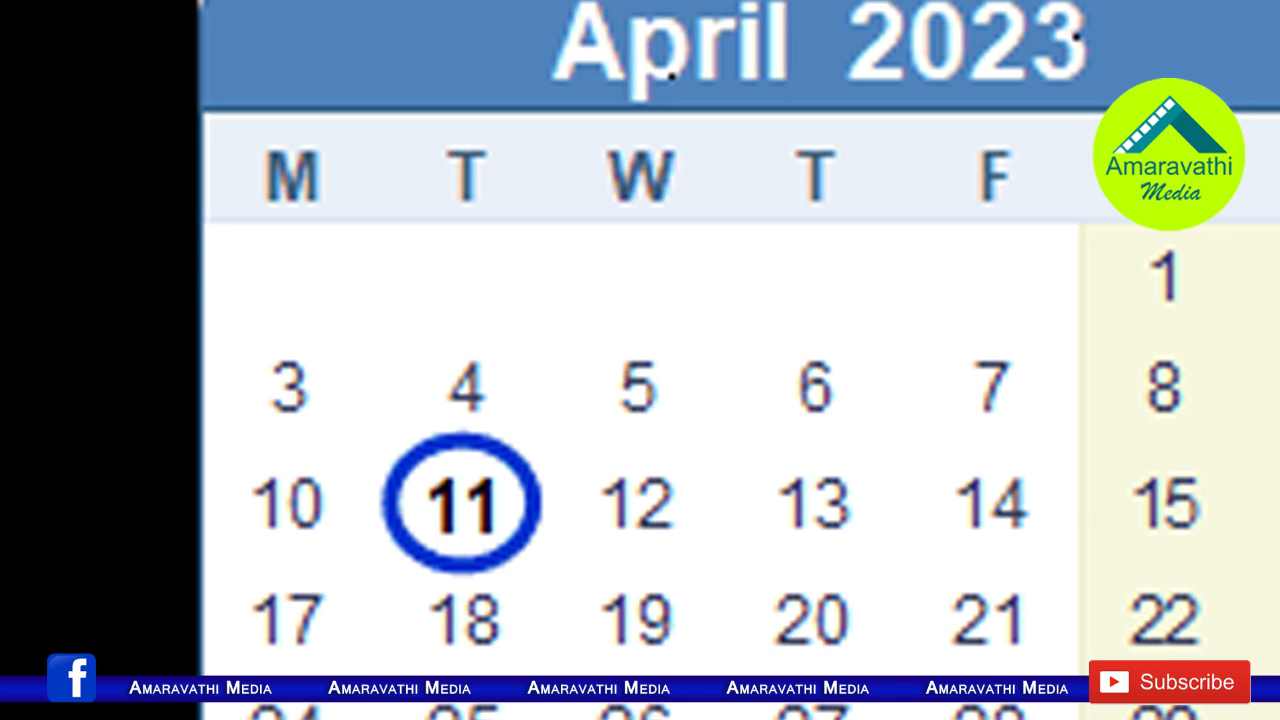 April 2023
M T W T F
Amaravathi
Media
1
3 4 5 6 7 8
10 11 12 13 14 15
17 18 19 20 21 22
f Amaravathi Media Amaravathi Media Amaravathi Media Amaravathi Media Amaravathi Media Subscribe